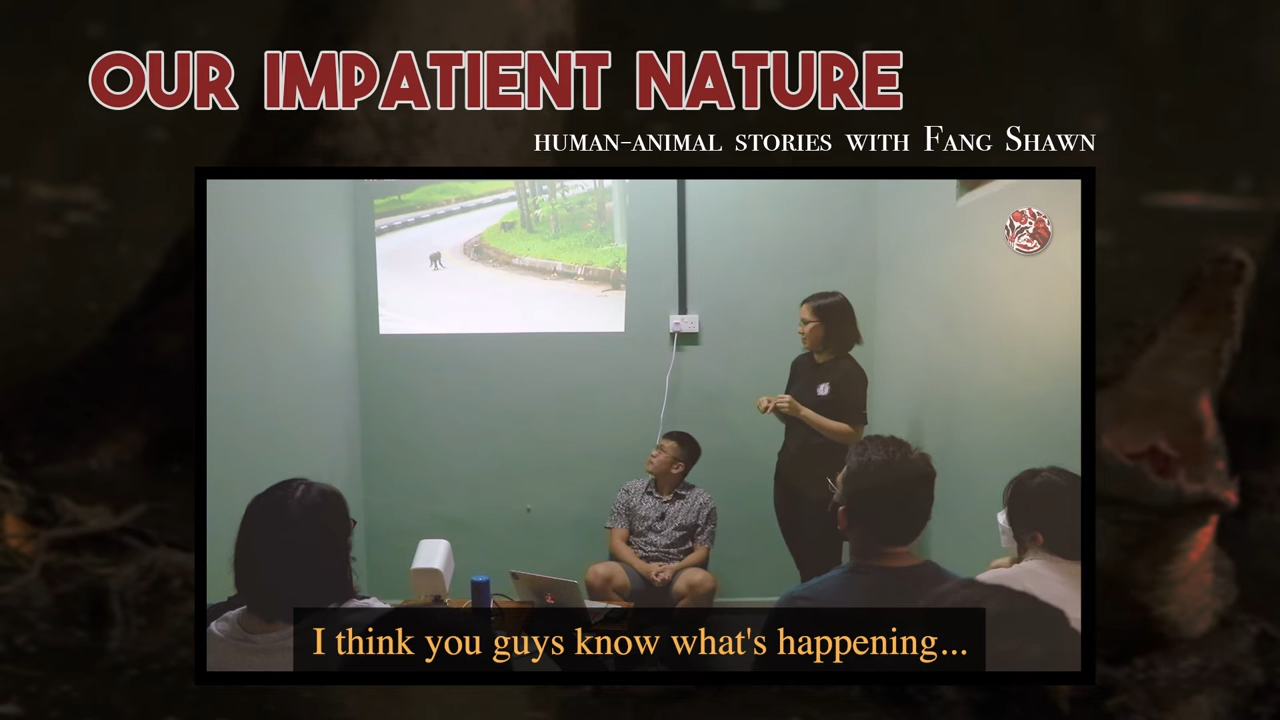 OUR IMPATIENT NATURE
HUMAN-ANIMAL STORIES WITH FANG SHAWN
I think you guys know what's happening...